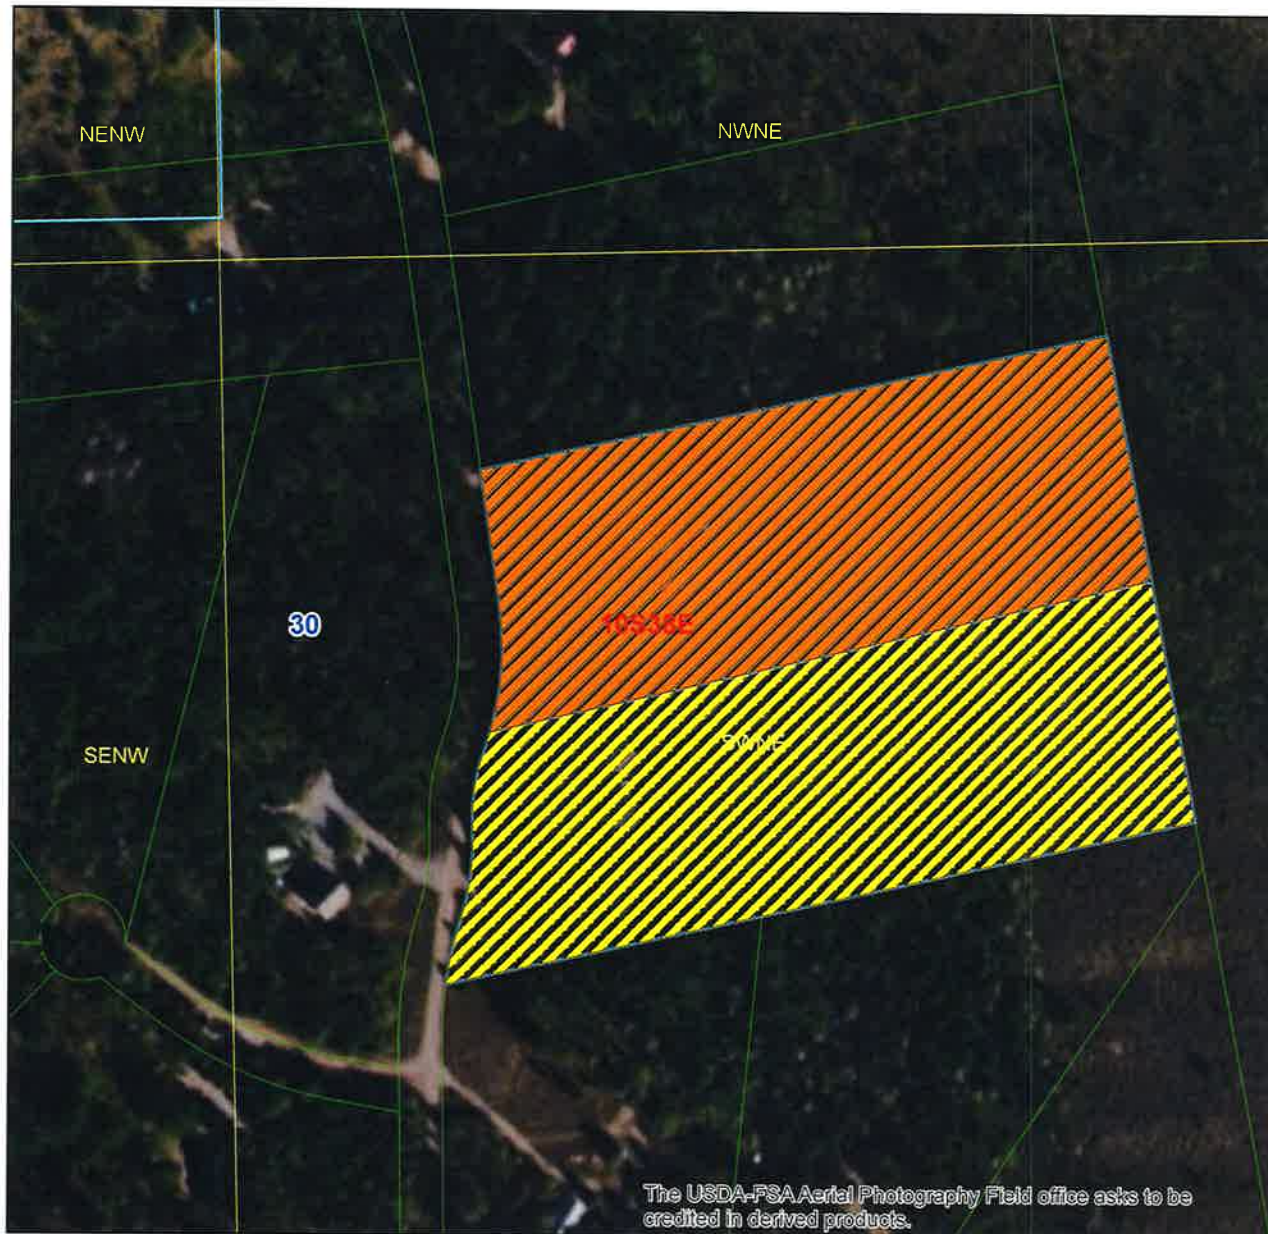 NENW
NWNE
30
SENW
SWNE
The USDA-FSA Aerial Photography Field office asks to be
credited in derived products.